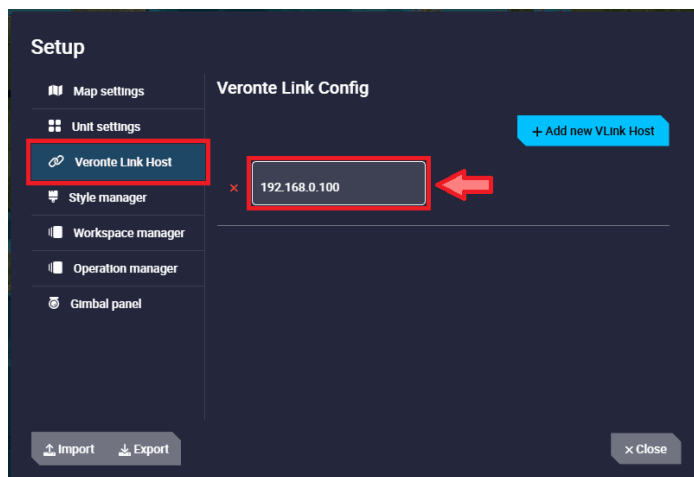 Setup
Map settings
Unit settings
Veronte Link Host
Style manager
Workspace manager
Operation manager
Gimbal panel
Veronte Link Config
+ Add new VLink Host
× 192.168.0.100
Import
Export
× Close